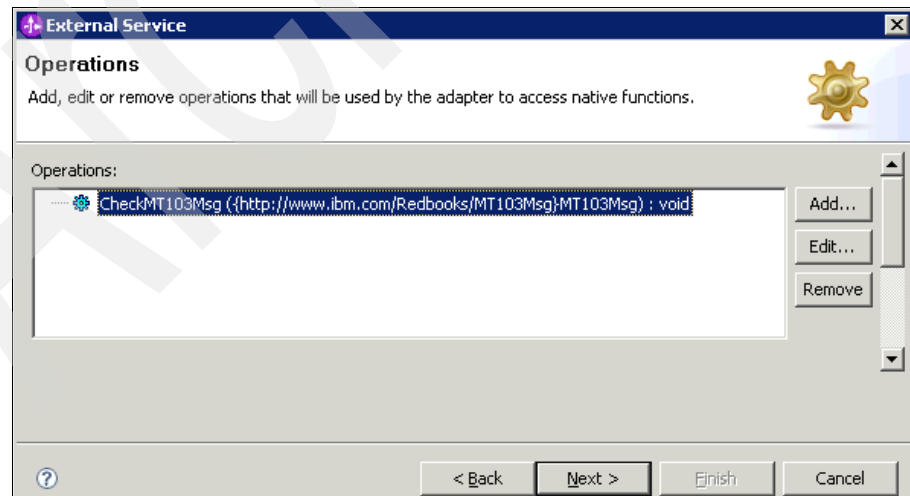 External Service
Operations
Add, edit or remove operations that will be used by the adapter to access native functions.
Operations:
CheckMT103Msg ({http://www.ibm.com/Redbooks/MT103Msg}MT103Msg) : void
Add...
Edit...
Remove
< Back
Next >
Finish
Cancel